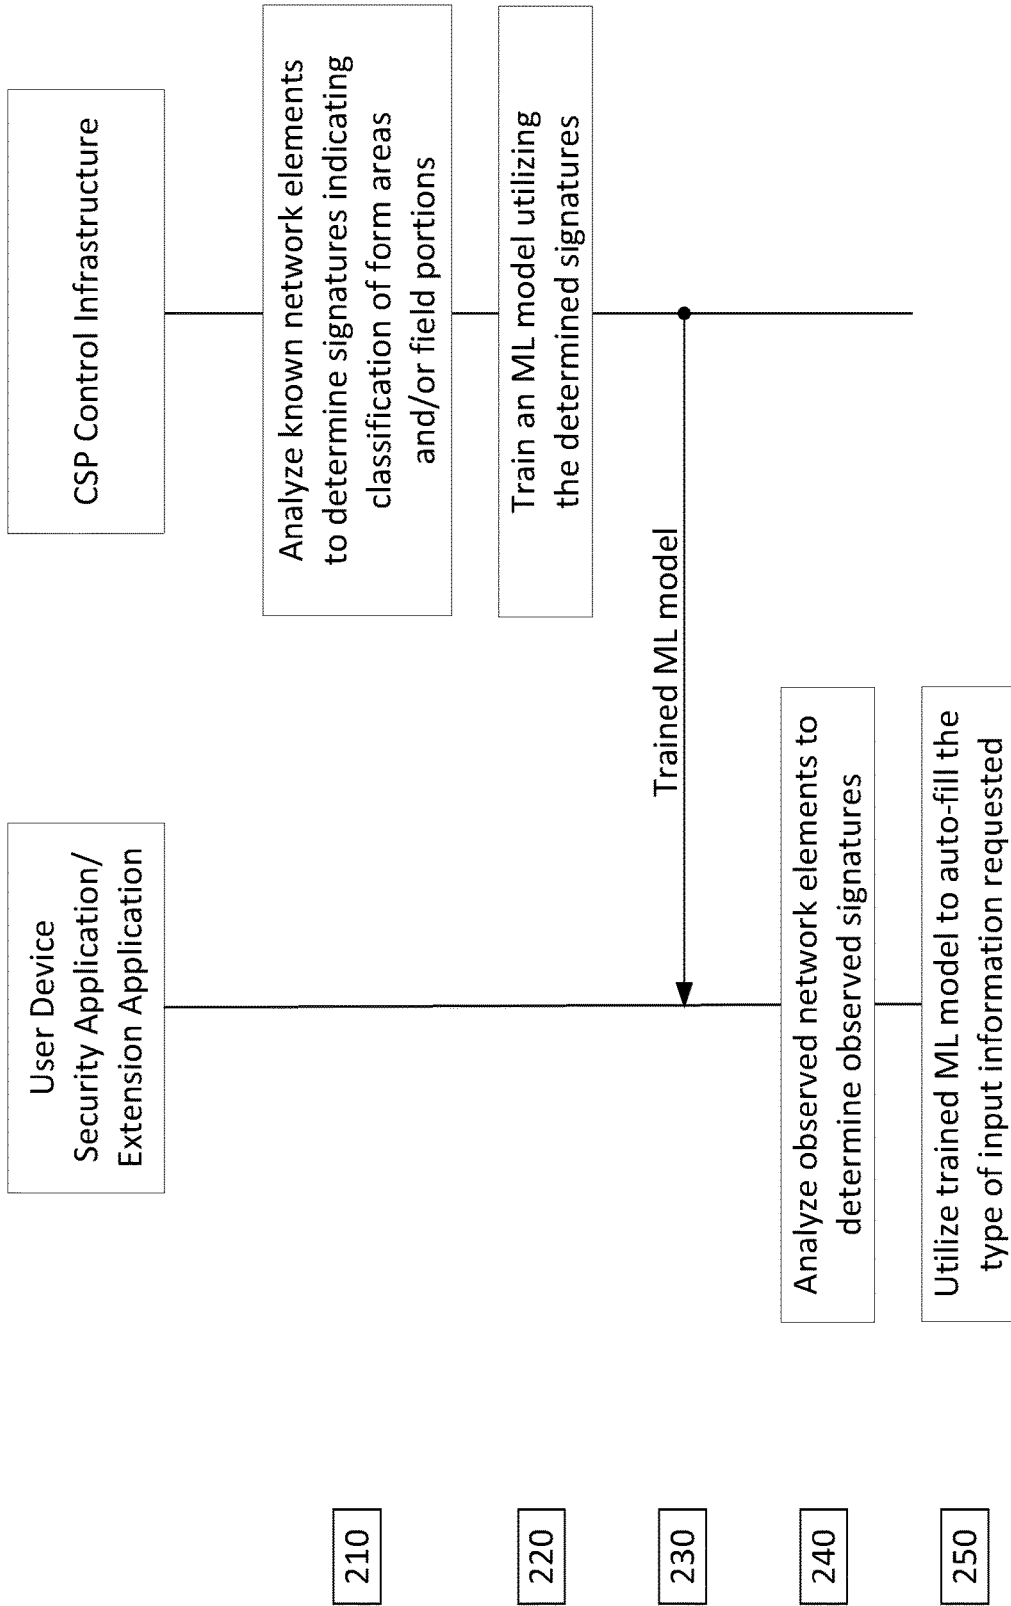 User Device
Security Application/
Extension Application
CSP Control Infrastructure
210
Analyze known network elements
to determine signatures indicating
classification of form areas
and/or field portions
220
Train an ML model utilizing
the determined signatures
230
Trained ML model
240
Analyze observed network elements to
determine observed signatures
250
Utilize trained ML model to auto-fill the
type of input information requested